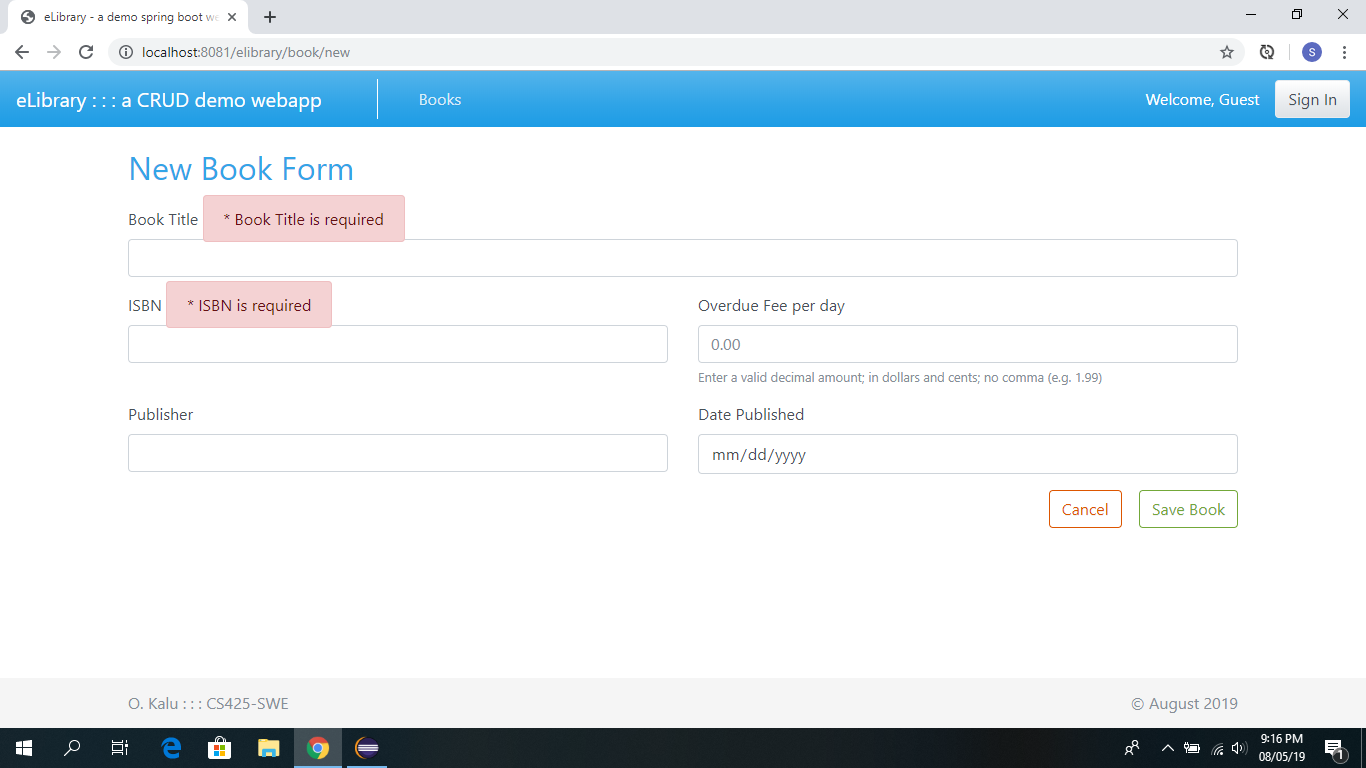 eLibrary - a demo spring boot we
localhost:8081/elibrary/book/new
S
eLibrary : : : a CRUD demo webapp
Books
Welcome, Guest
Sign In
New Book Form
Book Title
* Book Title is required
ISBN
* ISBN is required
Overdue Fee per day
0.00
Enter a valid decimal amount; in dollars and cents; no comma (e.g. 1.99)
Publisher
Date Published
mm/dd/yyyy
Cancel
Save Book
O. Kalu : : : CS425-SWE
© August 2019
9:16 PM
08/05/19
1